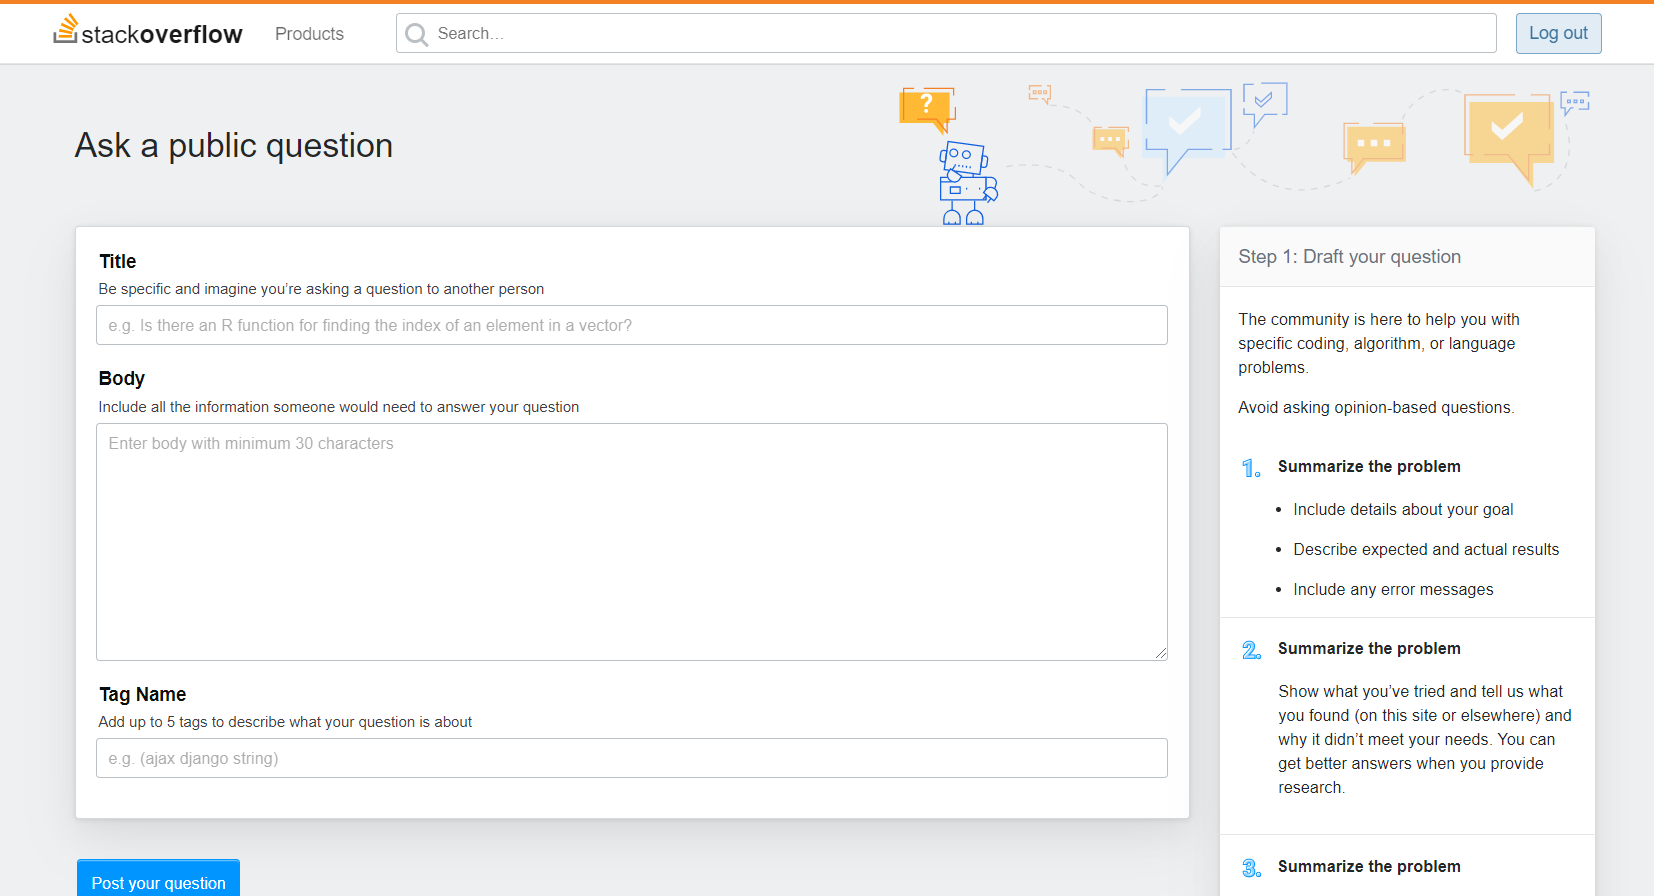 stackoverflow Products Search... Log out
?
Ask a public question
Title
Be specific and imagine you’re asking a question to another person
e.g. Is there an R function for finding the index of an element in a vector?
Body
Include all the information someone would need to answer your question
Enter body with minimum 30 characters
Tag Name
Add up to 5 tags to describe what your question is about
e.g. (ajax django string)
Post your question
Step 1: Draft your question
The community is here to help you with
specific coding, algorithm, or language
problems.
Avoid asking opinion-based questions.
1. Summarize the problem
• Include details about your goal
• Describe expected and actual results
• Include any error messages
2. Summarize the problem
Show what you’ve tried and tell us what
you found (on this site or elsewhere) and
why it didn’t meet your needs. You can
get better answers when you provide
research.
3. Summarize the problem